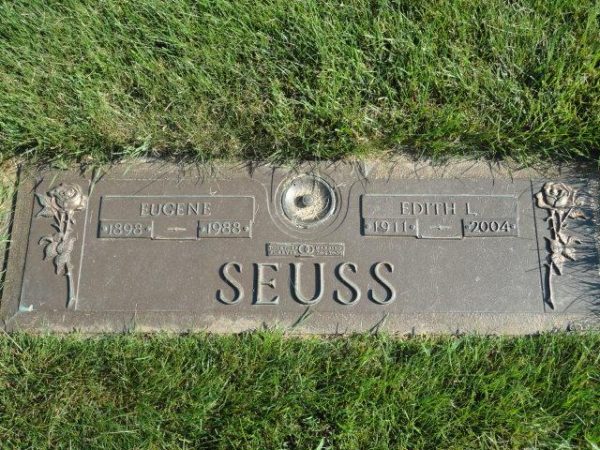 EUGENE
1898 — 1988
EDITH L.
1911 — 2004
SEUSS